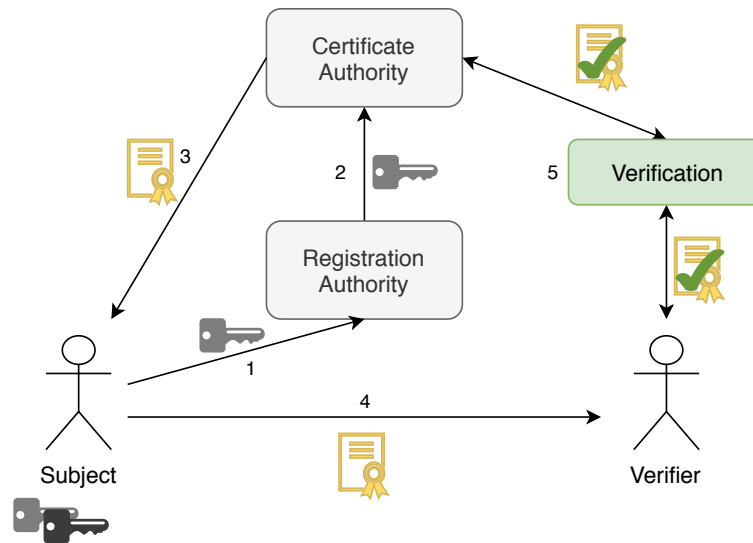 Certificate
Authority
3
2
5
Verification
Registration
Authority
1
4
Subject
Verifier